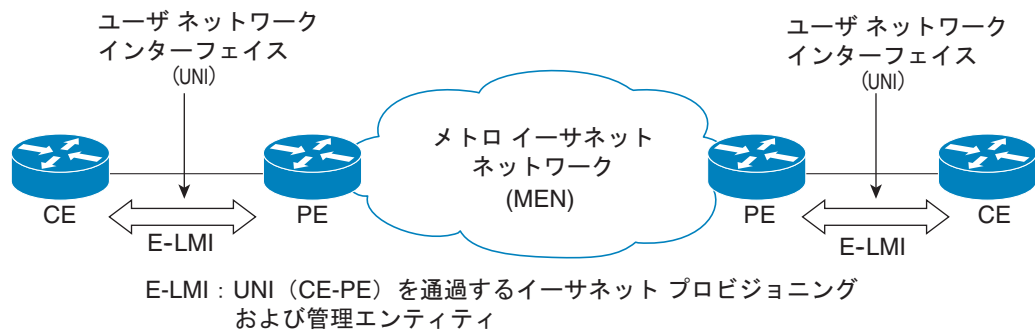 ユーザ ネットワーク
インターフェイス
(UNI)
ユーザ ネットワーク
インターフェイス
(UNI)
メトロ イーサネット
ネットワーク
(MEN)
CE
PE
PE
CE
E-LMI
E-LMI
E-LMI：UNI（CE-PE）を通過するイーサネット プロビジョニング
および管理エンティティ